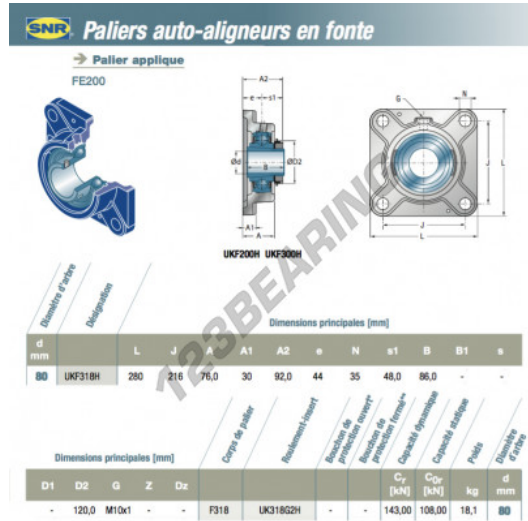 SNR Paliers auto-aligneurs en fonte
Palier applique
FE200
A2
e s1
N
G
Ød
B
ØD2
J
L
A1
A
J
L
UKF200H UKF300H
123BEARING
Diamètre d'arbre
Désignation
Dimensions principales [mm]
d mm L J A A1 A2 e N s1 B B1 s
80 UKF318H 280 216 76,0 30 92,0 44 35 48,0 86,0 - -
Dimensions principales [mm]
Corps de palier
Roulement-insert
Bouchon de protection ouvert*
Bouchon de protection fermé**
Capacité dynamique
Capacité statique
Poids
Diamètre d'arbre
D1 D2 G Z Dz Cr [kN] C0r [kN] kg d mm
- 120,0 M10x1 - - F318 UK318G2H - - 143,00 108,00 18,1 80